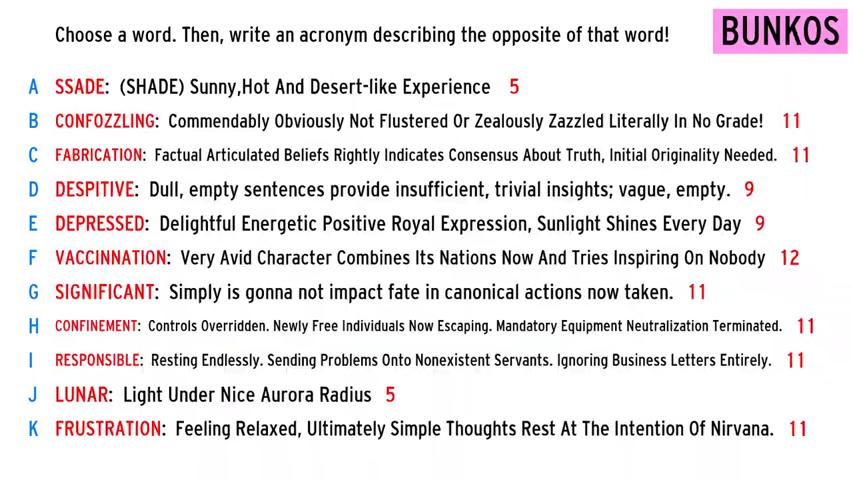 Choose a word. Then, write an acronym describing the opposite of that word! BUNKOS
A SSADE: (SHADE) Sunny,Hot And Desert-like Experience 5
B CONFOZZLING: Commendably Obviously Not Flustered Or Zealously Zazzled Literally In No Grade! 11
C FABRICATION: Factual Articulated Beliefs Rightly Indicates Consensus About Truth, Initial Originality Needed. 11
D DESPITIVE: Dull, empty sentences provide insufficient, trivial insights; vague, empty. 9
E DEPRESSED: Delightful Energetic Positive Royal Expression, Sunlight Shines Every Day 9
F VACCINNATION: Very Avid Character Combines Its Nations Now And Tries Inspiring On Nobody 12
G SIGNIFICANT: Simply is gonna not impact fate in canonical actions now taken. 11
H CONFINEMENT: Controls Overridden. Newly Free Individuals Now Escaping. Mandatory Equipment Neutralization Terminated. 11
I RESPONSIBLE: Resting Endlessly. Sending Problems Onto Nonexistent Servants. Ignoring Business Letters Entirely. 11
J LUNAR: Light Under Nice Aurora Radius 5
K FRUSTRATION: Feeling Relaxed, Ultimately Simple Thoughts Rest At The Intention Of Nirvana. 11